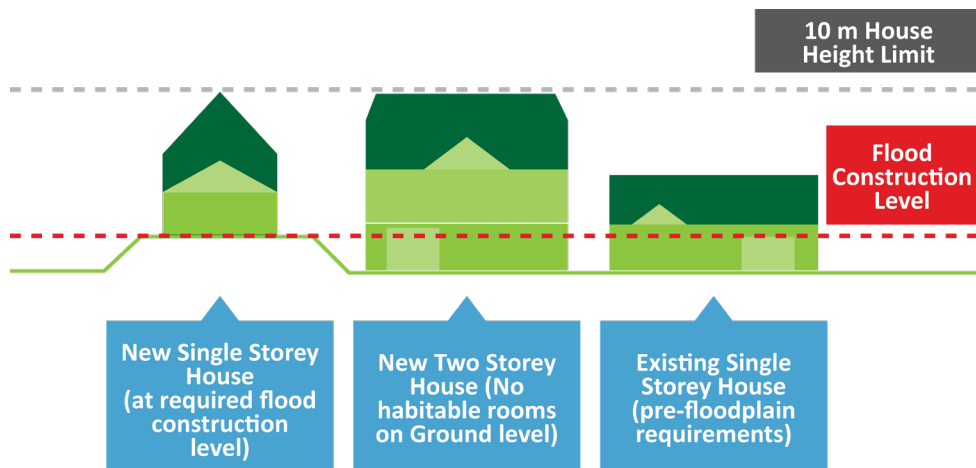 10 m House
Height Limit
Flood
Construction
Level
New Single Storey
House
(at required flood
construction
level)
New Two Storey
House (No
habitable rooms
on Ground level)
Existing Single
Storey House
(pre-floodplain
requirements)